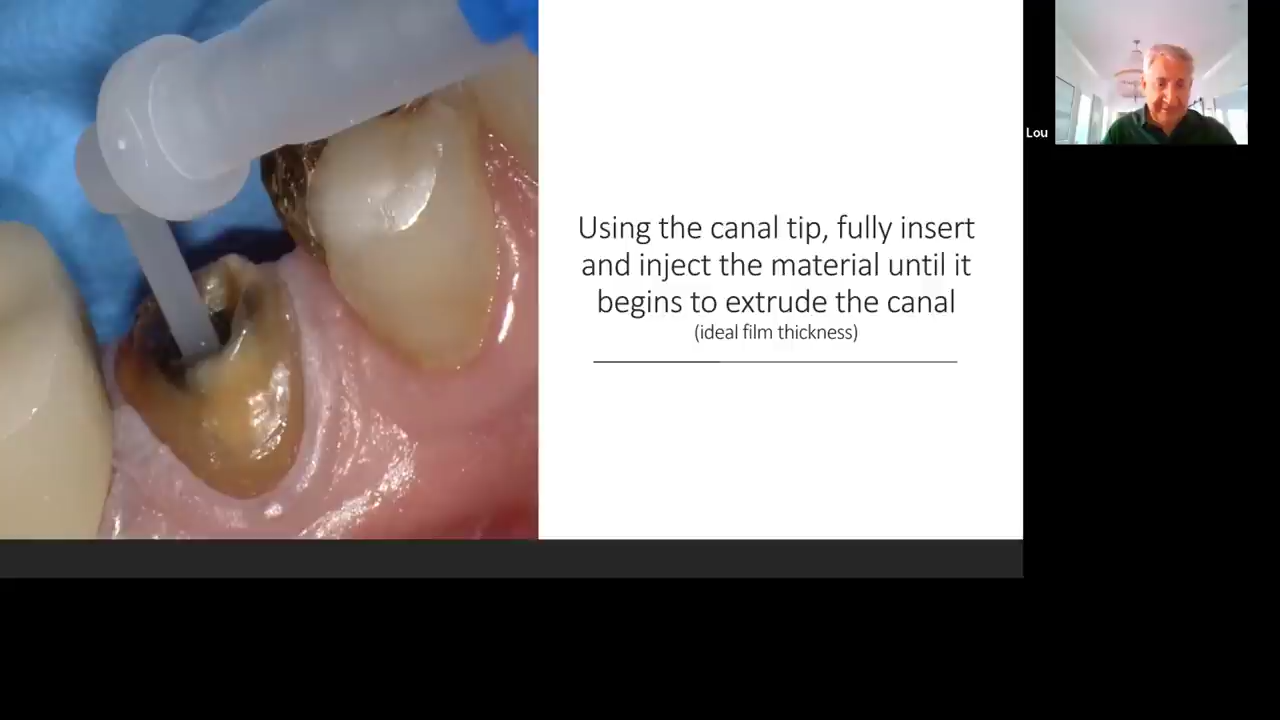 Using the canal tip, fully insert
and inject the material until it
begins to extrude the canal
(ideal film thickness)
Lou